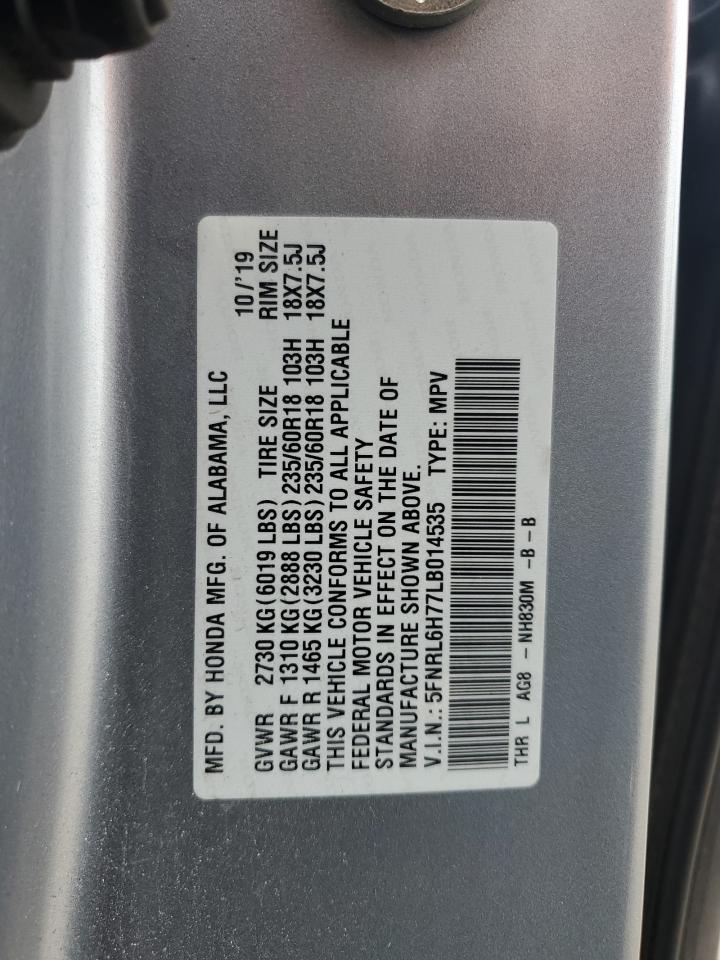 MFD. BY HONDA MFG. OF ALABAMA, LLC 10/'19
GVWR 2730 KG(6019 LBS) TIRE SIZE RIM SIZE
GAWR F 1310 KG(2888 LBS)235/60R18 103H 18X7.5J
GAWR R 1465 KG(3230 LBS)235/60R18 103H 18X7.5J
THIS VEHICLE CONFORMS TO ALL APPLICABLE
FEDERAL MOTOR VEHICLE SAFETY
STANDARDS IN EFFECT ON THE DATE OF
MANUFACTURE SHOWN ABOVE.
V.I.N.: 5FNRL6H77LB014535 TYPE: MPV
THR L AG8 - NH830M -B-B